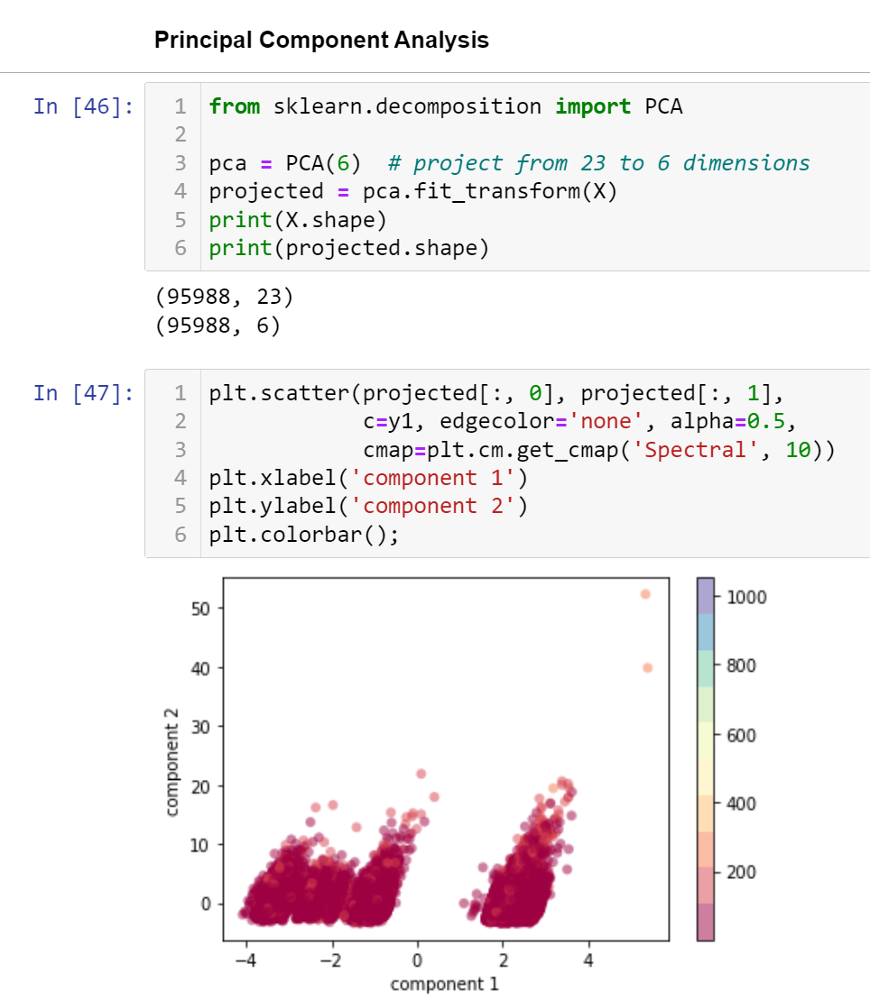 Principal Component Analysis
In [46]:
1 from sklearn.decomposition import PCA
2
3 pca = PCA(6)  # project from 23 to 6 dimensions
4 projected = pca.fit_transform(X)
5 print(X.shape)
6 print(projected.shape)
(95988, 23)
(95988, 6)
In [47]:
1 plt.scatter(projected[:, 0], projected[:, 1],
2             c=y1, edgecolor='none', alpha=0.5,
3             cmap=plt.cm.get_cmap('Spectral', 10))
4 plt.xlabel('component 1')
5 plt.ylabel('component 2')
6 plt.colorbar();
component 2
50
40
30
20
10
0
−4 −2 0 2 4
component 1
1000
800
600
400
200